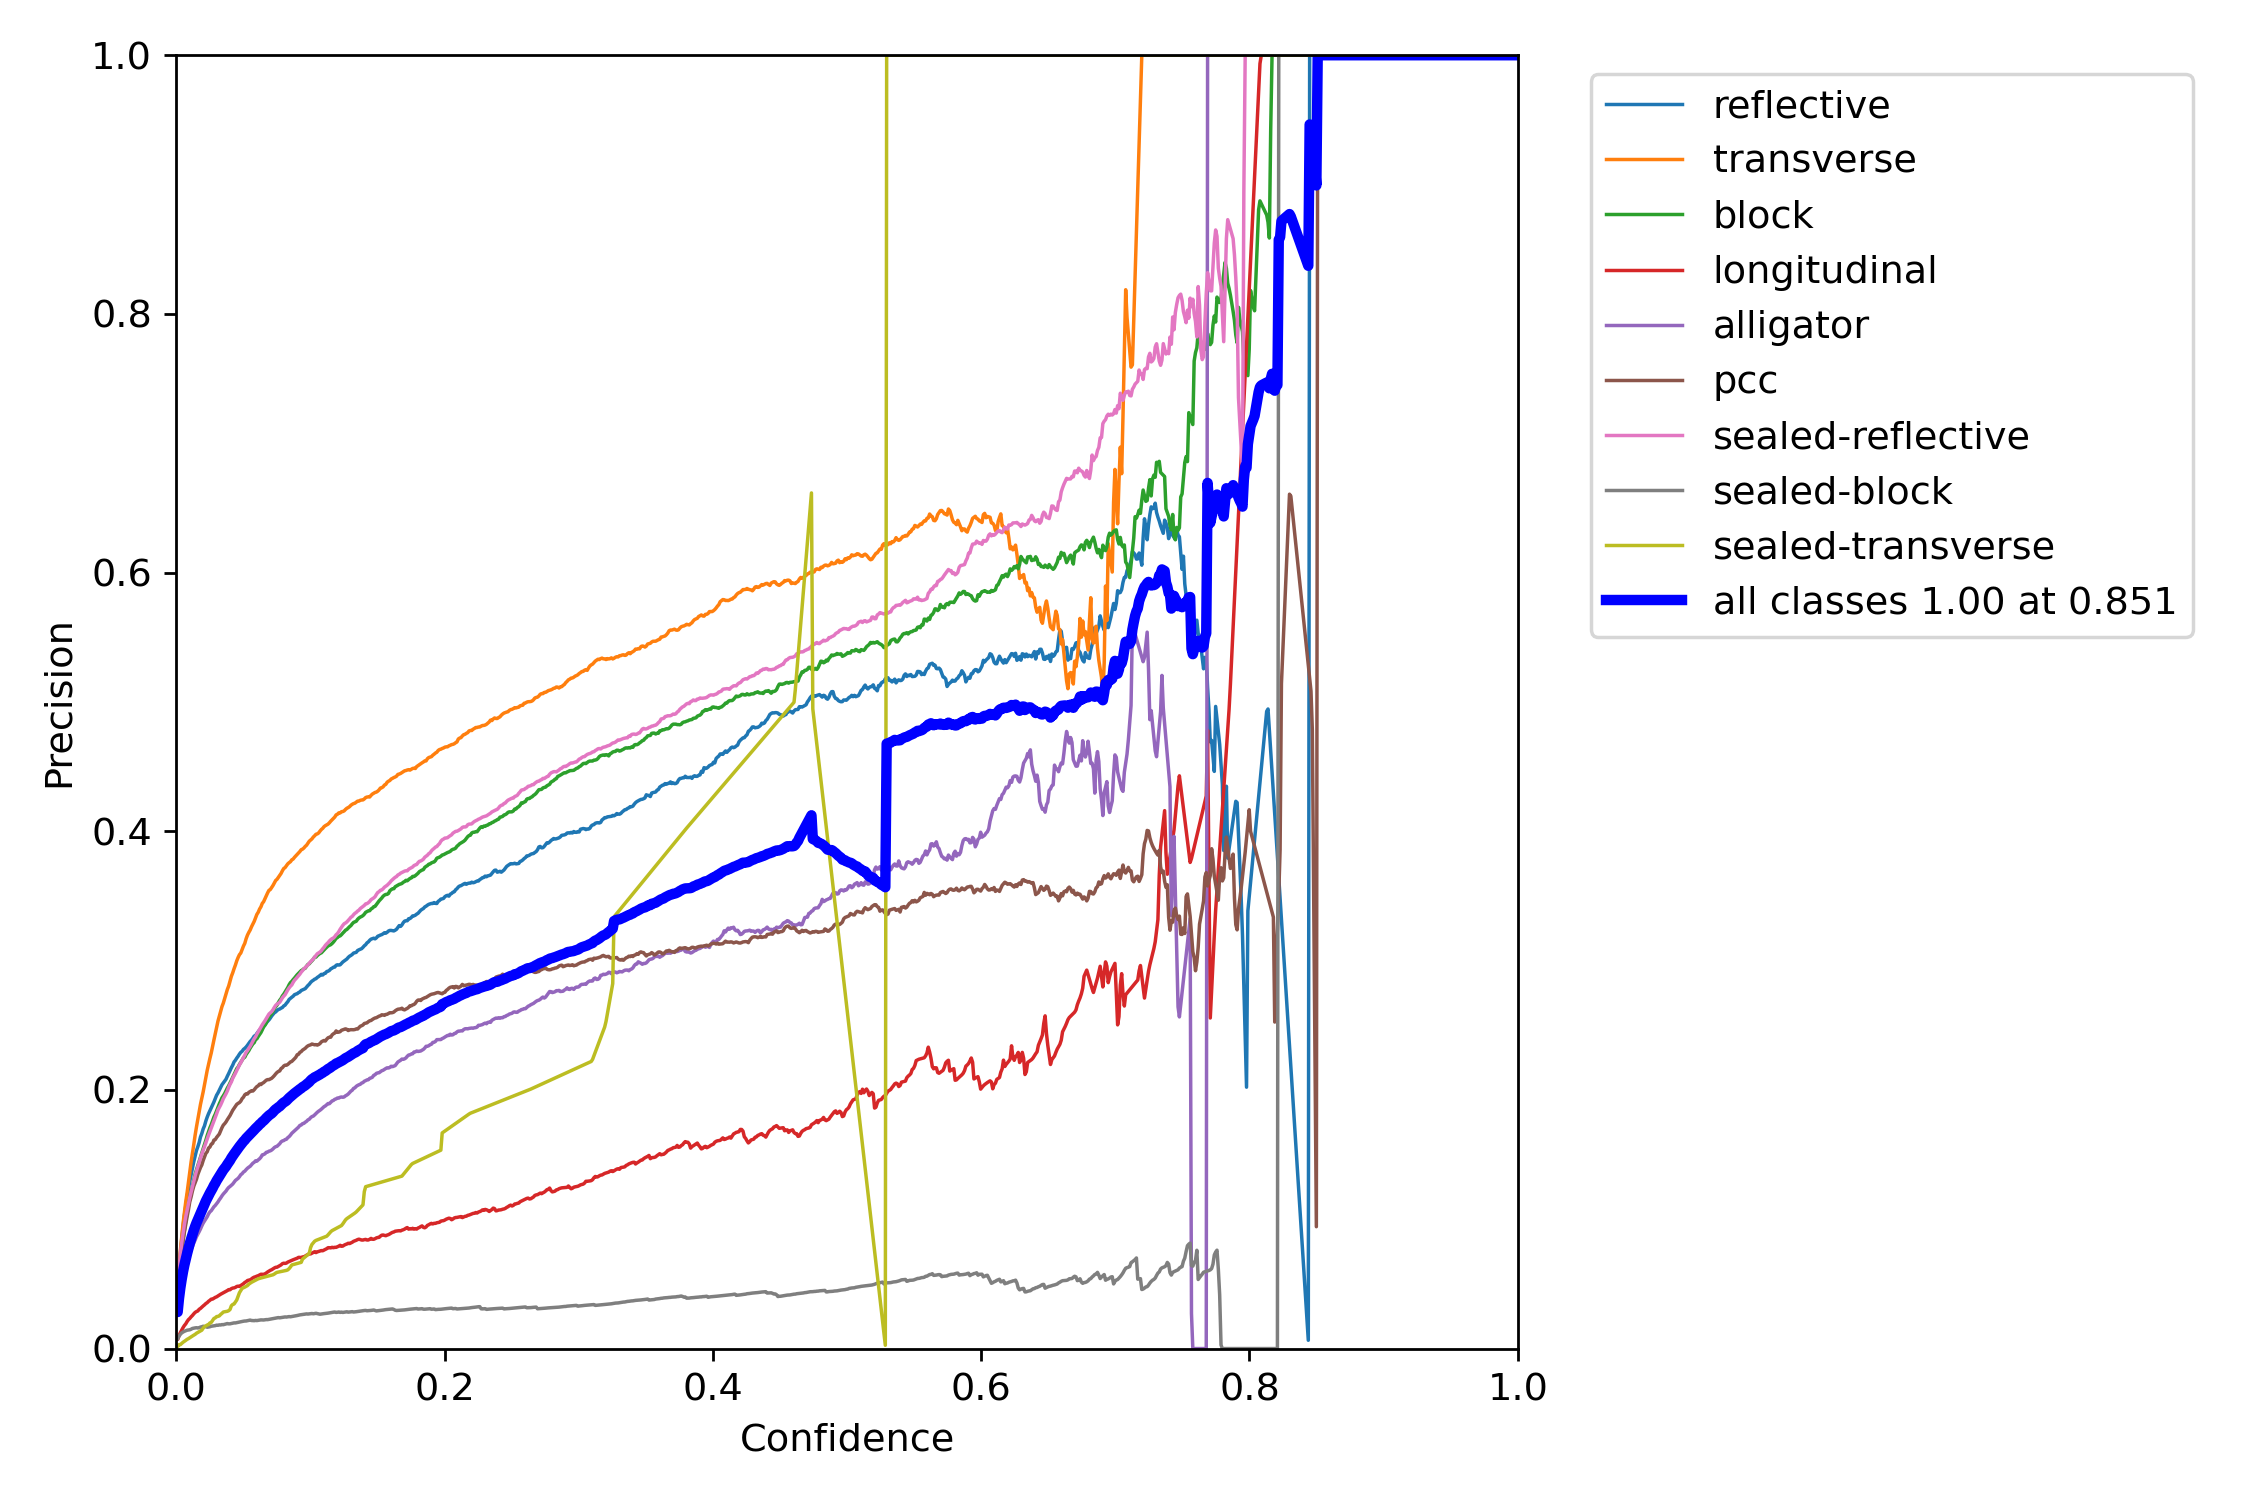 1.0
0.8
0.6
0.4
0.2
0.0
0.0 0.2 0.4 0.6 0.8 1.0
Precision
Confidence
reflective
transverse
block
longitudinal
alligator
pcc
sealed-reflective
sealed-block
sealed-transverse
all classes 1.00 at 0.851